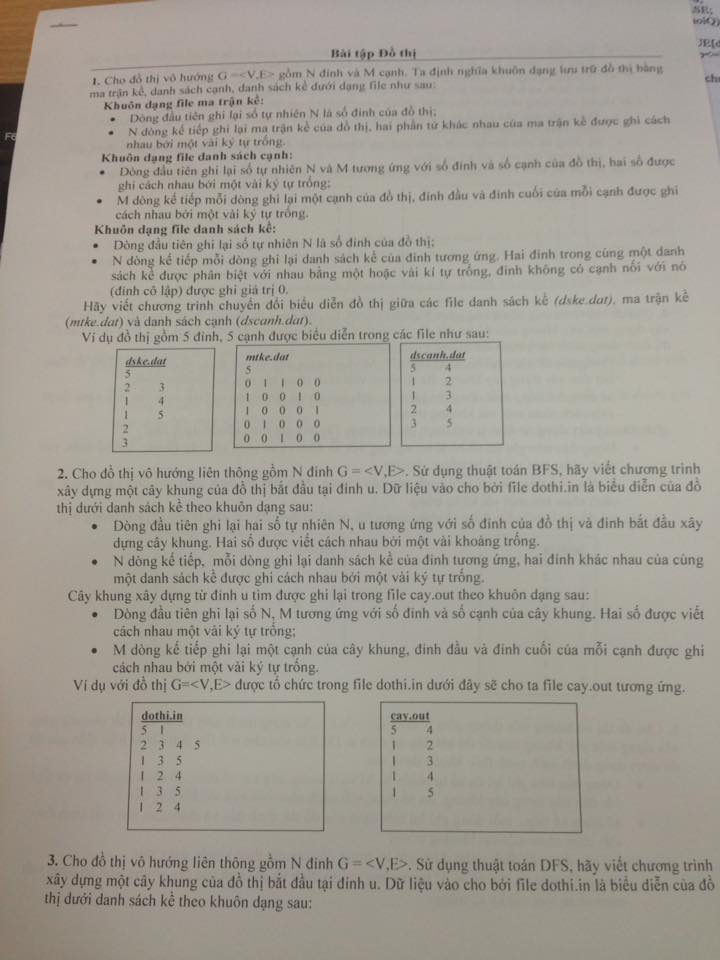 Bài tập Đồ thị
1. Cho đồ thị vô hướng G =<V,E> gồm N đỉnh và M cạnh. Ta định nghĩa khuôn dạng lưu trữ đồ thị bằng
ma trận kề, danh sách cạnh, danh sách kề dưới dạng file như sau:
Khuôn dạng file ma trận kề:
• Dòng đầu tiên ghi lại số tự nhiên N là số đỉnh của đồ thị;
• N dòng kế tiếp ghi lại ma trận kề của đồ thị, hai phần tử khác nhau của ma trận kề được ghi cách
nhau bởi một vài ký tự trống.
Khuôn dạng file danh sách cạnh:
• Dòng đầu tiên ghi lại số tự nhiên N và M tương ứng với số đỉnh và số cạnh của đồ thị, hai số được
ghi cách nhau bởi một vài ký tự trống;
• M dòng kế tiếp mỗi dòng ghi lại một cạnh của đồ thị, đỉnh đầu và đỉnh cuối của mỗi cạnh được ghi
cách nhau bởi một vài ký tự trống.
Khuôn dạng file danh sách kề:
• Dòng đầu tiên ghi lại số tự nhiên N là số đỉnh của đồ thị;
• N dòng kế tiếp mỗi dòng ghi lại danh sách kề của đỉnh tương ứng. Hai đỉnh trong cùng một danh
sách kề được phân biệt với nhau bằng một hoặc vài kí tự trống, đỉnh không có cạnh nối với nó
(đỉnh cô lập) được ghi giá trị 0.
Hãy viết chương trình chuyển đổi biểu diễn đồ thị giữa các file danh sách kề (dske.dat), ma trận kề
(mtke.dat) và danh sách cạnh (dscanh.dat).
Ví dụ đồ thị gồm 5 đỉnh, 5 cạnh được biểu diễn trong các file như sau:
dske.dat
5
2 3
1 4
1 5
2
3
mtke.dat
5
0 1 1 0 0
1 0 0 1 0
1 0 0 0 1
0 1 0 0 0
0 0 1 0 0
dscanh.dat
5 4
1 2
1 3
2 4
3 5
2. Cho đồ thị vô hướng liên thông gồm N đỉnh G = <V,E>. Sử dụng thuật toán BFS, hãy viết chương trình
xây dựng một cây khung của đồ thị bắt đầu tại đỉnh u. Dữ liệu vào cho bởi file dothi.in là biểu diễn của đồ
thị dưới danh sách kề theo khuôn dạng sau:
• Dòng đầu tiên ghi lại hai số tự nhiên N, u tương ứng với số đỉnh của đồ thị và đỉnh bắt đầu xây
dựng cây khung. Hai số được viết cách nhau bởi một vài khoảng trống.
• N dòng kế tiếp, mỗi dòng ghi lại danh sách kề của đỉnh tương ứng, hai đỉnh khác nhau của cùng
một danh sách kề được ghi cách nhau bởi một vài ký tự trống.
Cây khung xây dựng từ đỉnh u tìm được ghi lại trong file cay.out theo khuôn dạng sau:
• Dòng đầu tiên ghi lại số N, M tương ứng với số đỉnh và số cạnh của cây khung. Hai số được viết
cách nhau một vài ký tự trống;
• M dòng kế tiếp ghi lại một cạnh của cây khung, đỉnh đầu và đỉnh cuối của mỗi cạnh được ghi
cách nhau bởi một vài ký tự trống.
Ví dụ với đồ thị G=<V,E> được tổ chức trong file dothi.in dưới đây sẽ cho ta file cay.out tương ứng.
dothi.in
5 1
2 3 4 5
1 3 5
1 2 4
1 3 5
1 2 4
cay.out
5 4
1 2
1 3
1 4
1 5
3. Cho đồ thị vô hướng liên thông gồm N đỉnh G = <V,E>. Sử dụng thuật toán DFS, hãy viết chương trình
xây dựng một cây khung của đồ thị bắt đầu tại đỉnh u. Dữ liệu vào cho bởi file dothi.in là biểu diễn của đồ
thị dưới danh sách kề theo khuôn dạng sau: